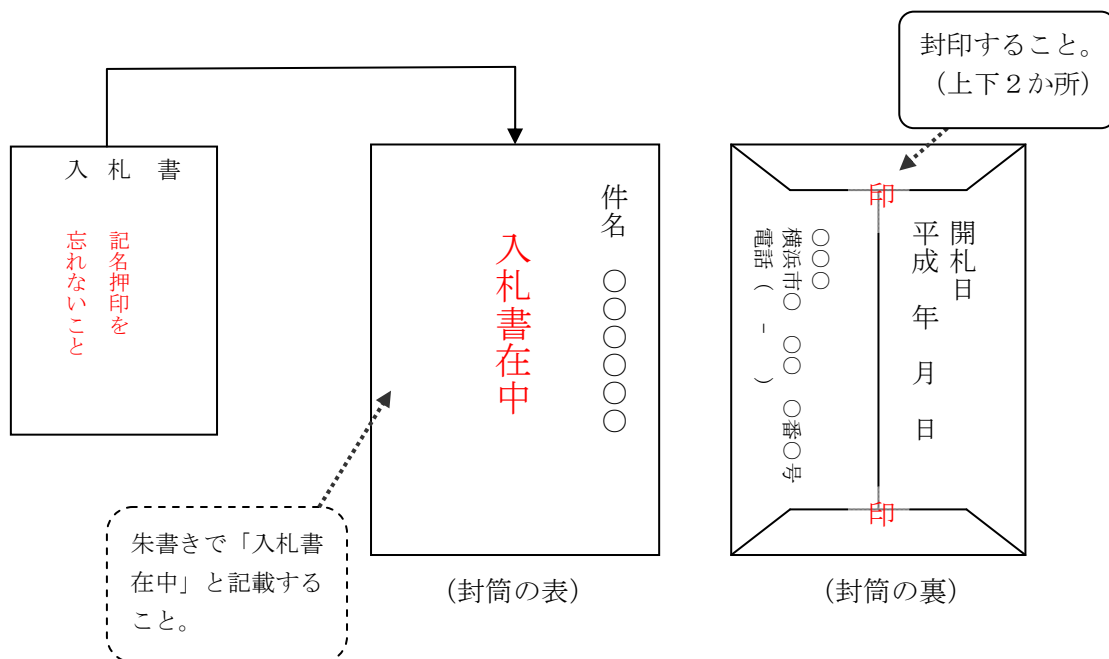 封印すること。
（上下２か所）
入 札 書
記名押印を
忘れないこと
件名 ○○○○○○
入札書在中
印
開札日
平成 年 月 日
○○○
横浜市○ ○○ ○番○号
電話（ － ）
印
朱書きで「入札書
在中」と記載する
こと。
（封筒の表）
（封筒の裏）